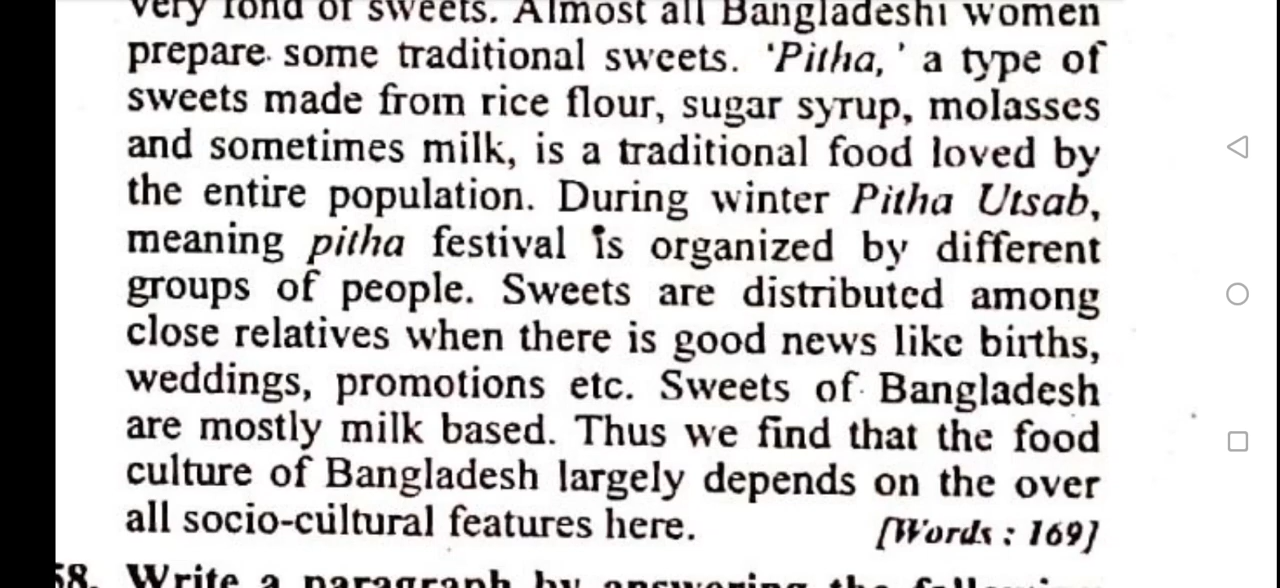 very fond of sweets. Almost all Bangladeshi women
prepare some traditional sweets. 'Pitha,' a type of
sweets made from rice flour, sugar syrup, molasses
and sometimes milk, is a traditional food loved by
the entire population. During winter Pitha Utsab,
meaning pitha festival is organized by different
groups of people. Sweets are distributed among
close relatives when there is good news like births,
weddings, promotions etc. Sweets of Bangladesh
are mostly milk based. Thus we find that the food
culture of Bangladesh largely depends on the over
all socio-cultural features here. [Words : 169]
58. Write a paragraph by answering the following